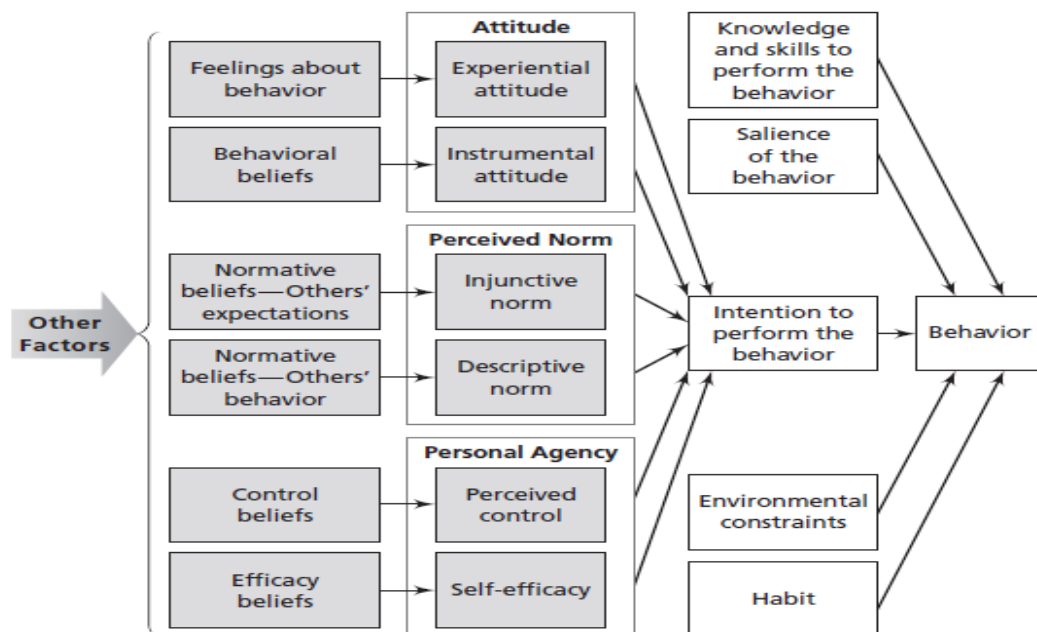 Other
Factors
Feelings about
behavior
Behavioral
beliefs
Normative
beliefs—Others’
expectations
Normative
beliefs—Others’
behavior
Control
beliefs
Efficacy
beliefs
Attitude
Experiential
attitude
Instrumental
attitude
Perceived Norm
Injunctive
norm
Descriptive
norm
Personal Agency
Perceived
control
Self-efficacy
Knowledge
and skills to
perform the
behavior
Salience
of the
behavior
Intention to
perform the
behavior
Environmental
constraints
Habit
Behavior